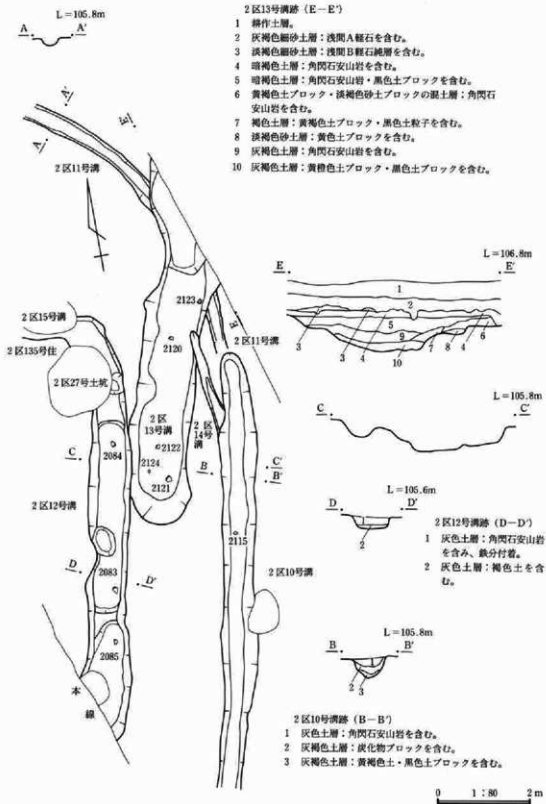 L=105.8m
A A'
2区13号溝跡(E－E')
1 耕作土層。
2 灰褐色細砂土層：浅間A軽石を含む。
3 淡褐色細砂土層：浅間B軽石純層を含む。
4 暗褐色土層：角閃石安山岩を含む。
5 暗褐色土層：角閃石安山岩・黒色土ブロックを含む。
6 黄褐色土ブロック・淡褐色砂土ブロックの混土層：角閃石
安山岩を含む。
7 褐色土層：黄褐色土ブロック・黒色土粒子を含む。
8 淡褐色砂土層：黄色土ブロックを含む。
9 灰褐色土層：角閃石安山岩を含む。
10 灰褐色土層：黄橙色土ブロック・黒色土ブロックを含む。
A'
A
E'
2区11号溝
L=106.8m
E E'
1
2
5
3 3 4 10 7 8 4 6
9
2123
2区11号溝
E
2120
2区15号溝
2区135号住
2区27号土坑
2区
13号溝
2区14号溝
2084
2122
2124
2121
C
B
C'
B'
L=105.8m
C C'
2区12号溝
2115
D
2083
D'
2区10号溝
L=105.6m
D D'
2
2区12号溝跡(D－D')
1 灰色土層：角閃石安山岩
を含み、鉄分付着。
2 灰色土層：褐色土を含
む。
2085
本
線
L=105.8m
B B'
2
3
2区10号溝跡(B－B')
1 灰色土層：角閃石安山岩を含む。
2 灰褐色土層：炭化物ブロックを含む。
3 灰褐色土層：黄褐色土・黒色土ブロックを含む。
0 1：80 2m